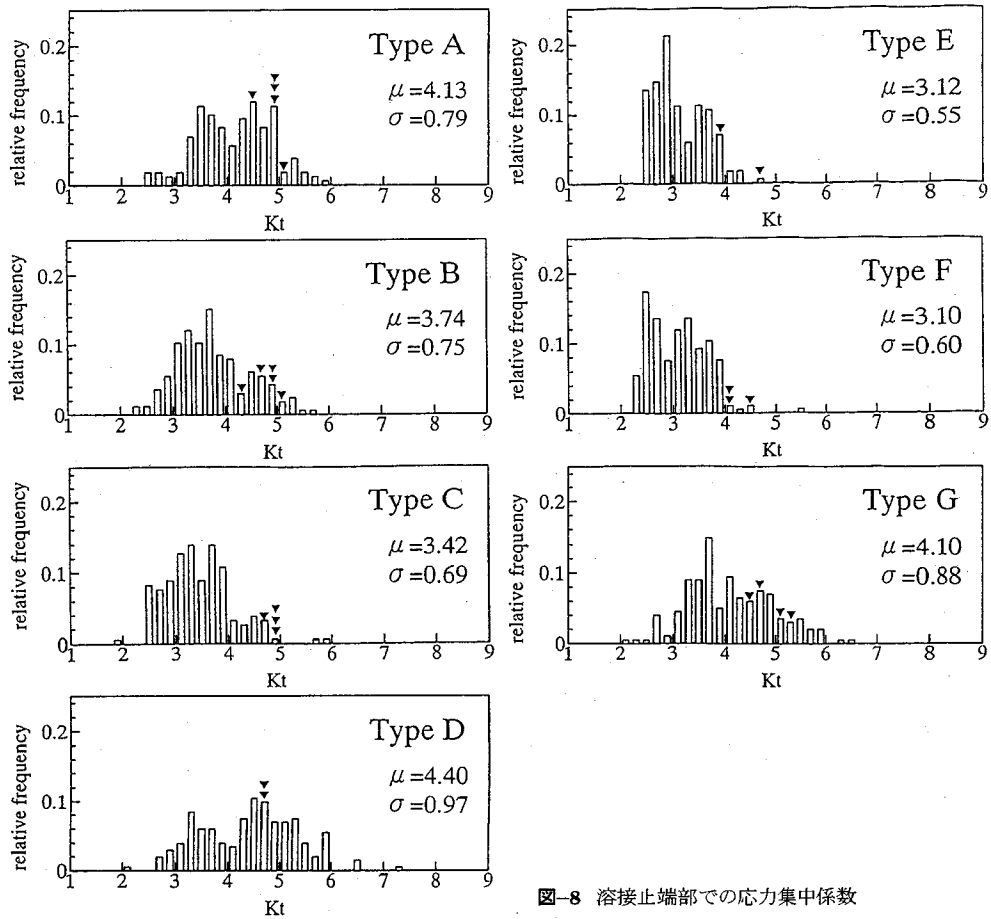 relative frequency
0.2
0.1
0
Type A
μ=4.13
σ=0.79
1 2 3 4 5 6 7 8 9
Kt
relative frequency
0.2
0.1
0
Type B
μ=3.74
σ=0.75
1 2 3 4 5 6 7 8 9
Kt
relative frequency
0.2
0.1
0
Type C
μ=3.42
σ=0.69
1 2 3 4 5 6 7 8 9
Kt
relative frequency
0.2
0.1
0
Type D
μ=4.40
σ=0.97
1 2 3 4 5 6 7 8 9
Kt
relative frequency
0.2
0.1
0
Type E
μ=3.12
σ=0.55
1 2 3 4 5 6 7 8 9
Kt
relative frequency
0.2
0.1
0
Type F
μ=3.10
σ=0.60
1 2 3 4 5 6 7 8 9
Kt
relative frequency
0.2
0.1
0
Type G
μ=4.10
σ=0.88
1 2 3 4 5 6 7 8 9
Kt
図-8 溶接止端部での応力集中係数